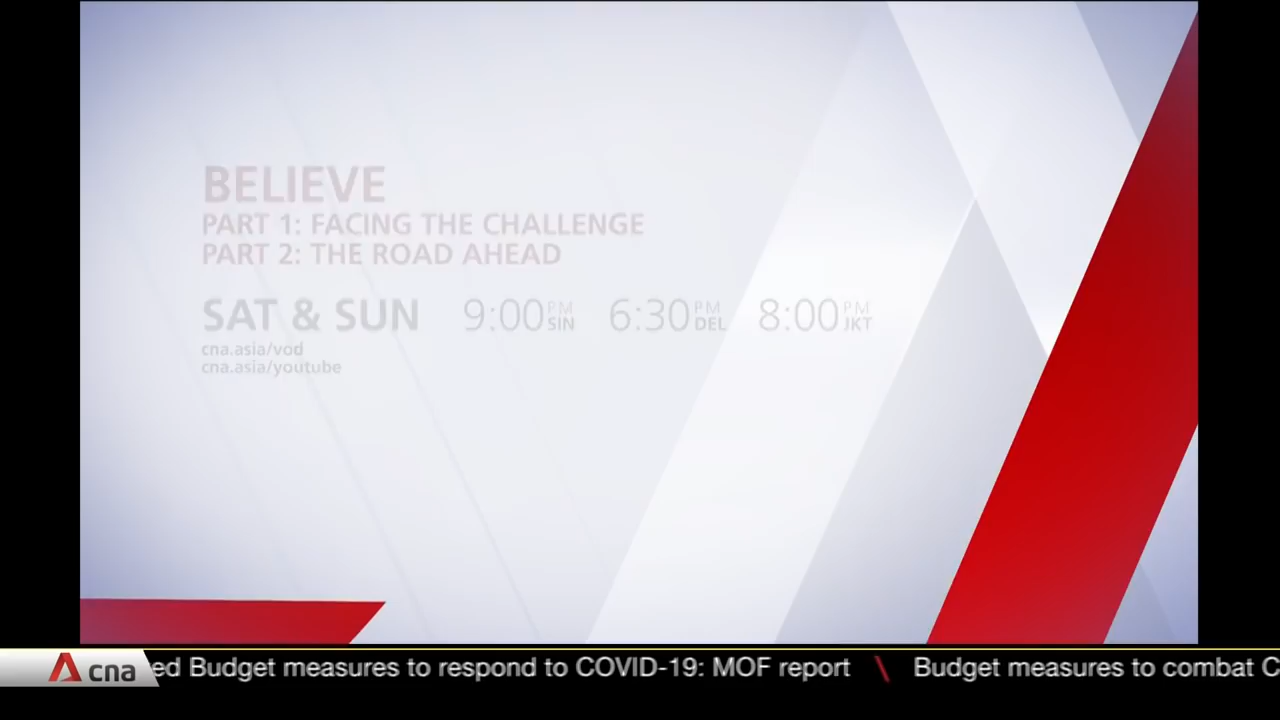 BELIEVE
PART 1: FACING THE CHALLENGE
PART 2: THE ROAD AHEAD
SAT & SUN 9:00 PM SIN 6:30 PM DEL 8:00 PM JKT
cna.asia/vod
cna.asia/youtube
cna ed Budget measures to respond to COVID-19: MOF report \ Budget measures to combat C